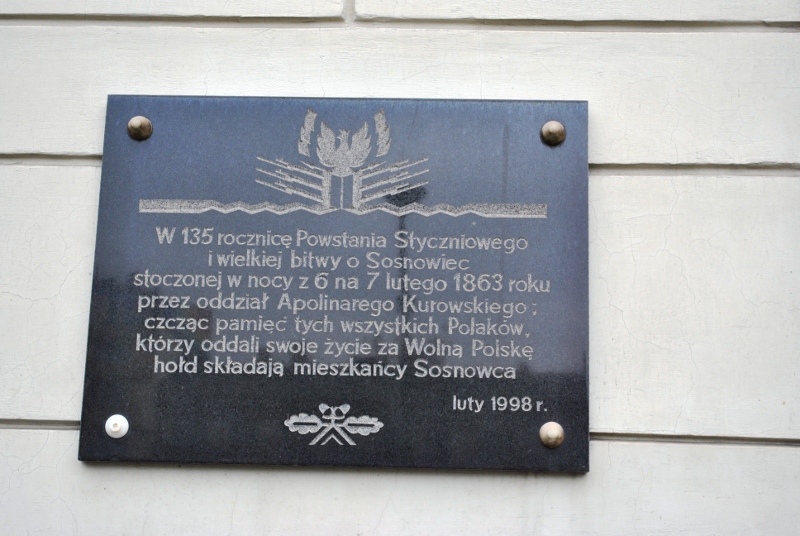 W 135 rocznicę Powstania Styczniowego
i wielkiej bitwy o Sosnowiec
stoczonej w nocy z 6 na 7 lutego 1863 roku
przez oddział Apolinarego Kurowskiego;
czcząc pamięć tych wszystkich Polaków,
którzy oddali swoje życie za Wolną Polskę
hołd składają mieszkańcy Sosnowca
luty 1998 r.